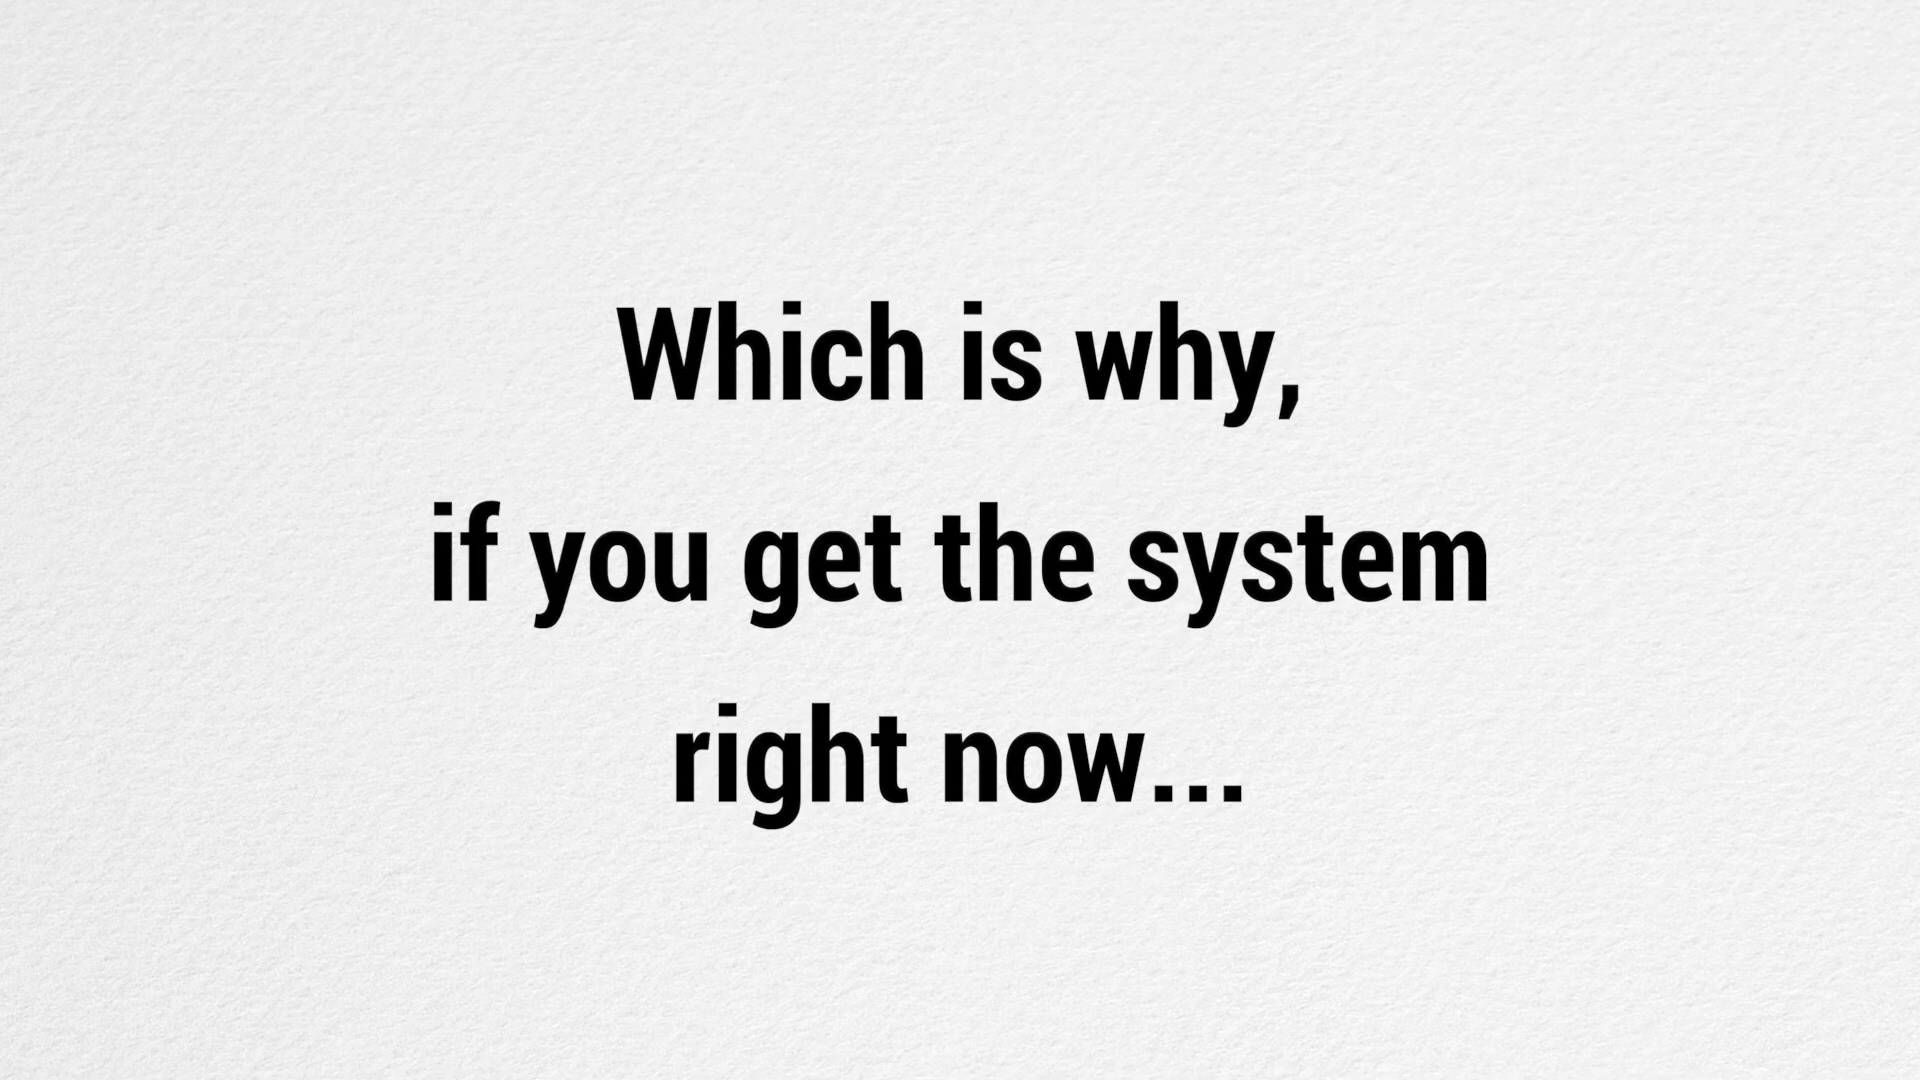 Which is why,
if you get the system
right now...